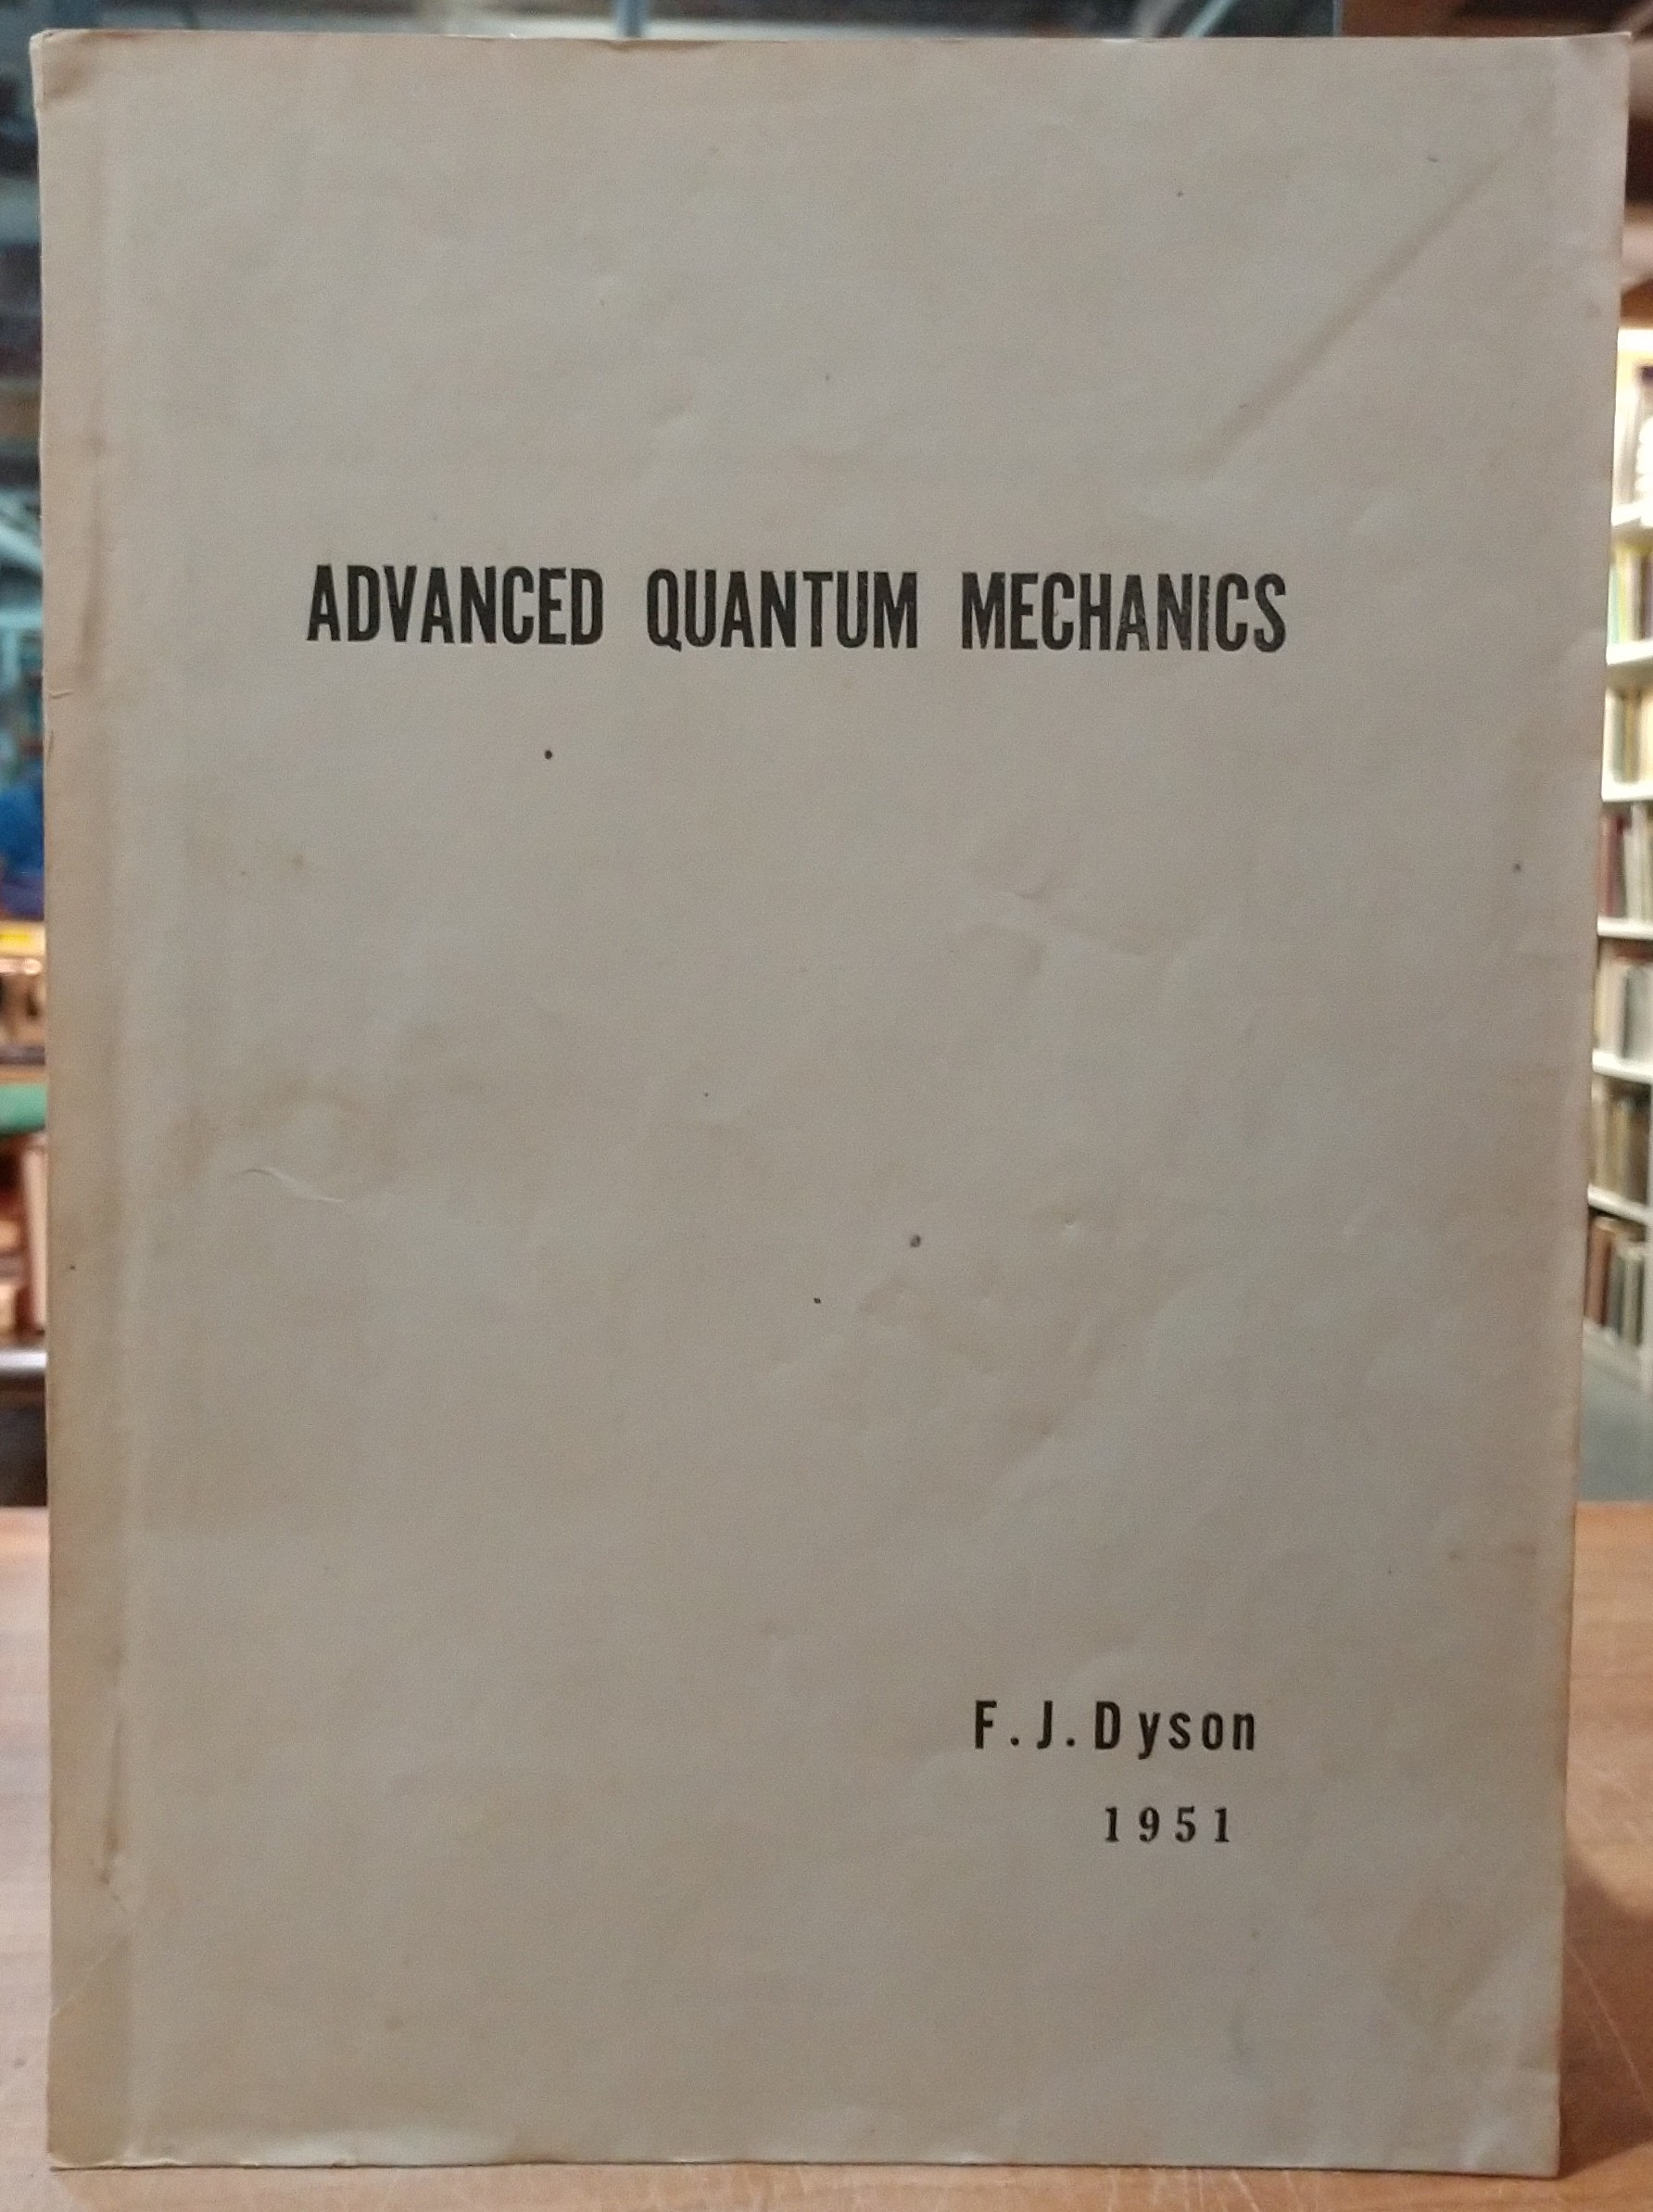 ADVANCED QUANTUM MECHANICS
F. J. Dyson
1951